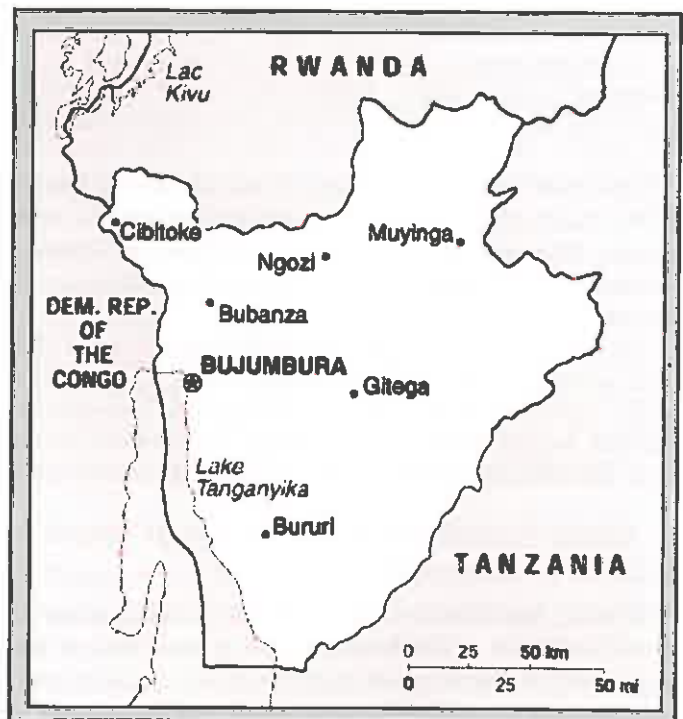 RWANDA
Lac
Kivu
Cibitoke
Muyinga
Ngozi
DEM. REP.
OF
THE
CONGO
Bubanza
BUJUMBURA
Gitega
Lake
Tanganyika
Bururi
TANZANIA
0 25 50 km
0 25 50 mi